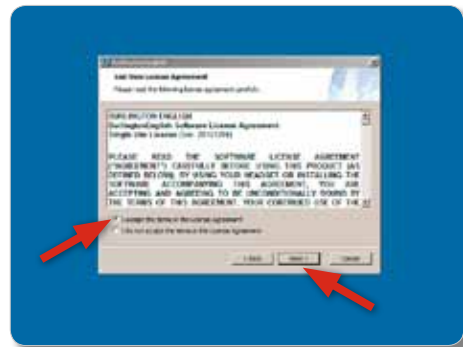 End User License Agreement
Please read the following license agreement carefully.
BURLINGTON ENGLISH
BurlingtonEnglish Software License Agreement
Single Site License
PLEASE READ THE SOFTWARE LICENSE AGREEMENT
("AGREEMENT") CAREFULLY BEFORE USING THIS PRODUCT (AS
DEFINED BELOW). BY USING YOUR HEADSET OR INSTALLING THE
SOFTWARE ACCOMPANYING THIS AGREEMENT, YOU ARE
ACCEPTING AND AGREEING TO BE UNCONDITIONALLY BOUND BY
THE TERMS OF THIS AGREEMENT. YOUR CONTINUED USE OF THE
I accept the terms in the license agreement
I do not accept the terms in the license agreement
< Back
Next >
Cancel